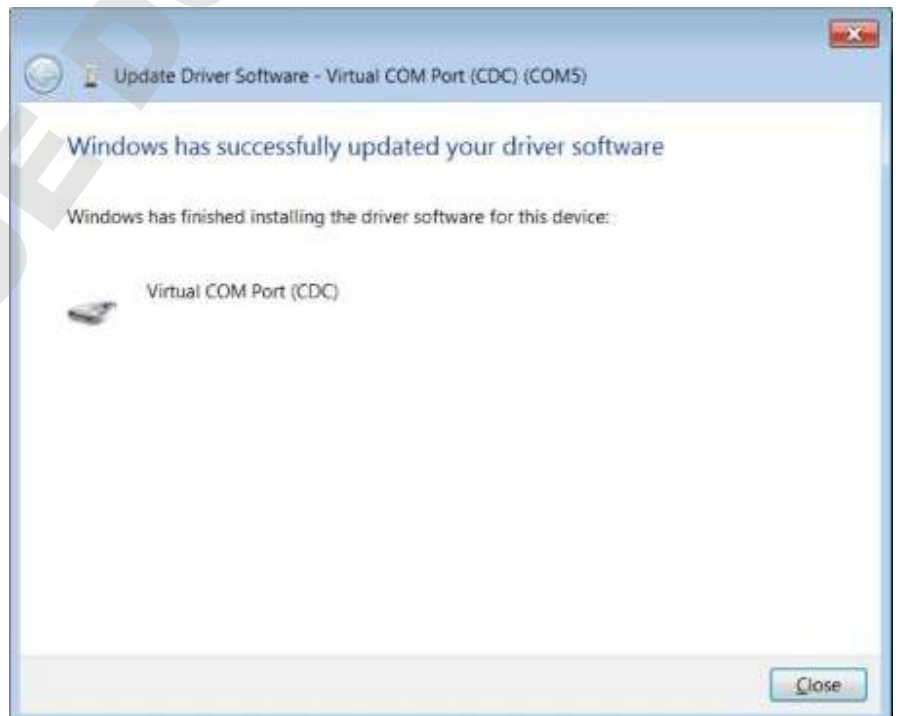 Update Driver Software - Virtual COM Port (CDC) (COM5)
Windows has successfully updated your driver software
Windows has finished installing the driver software for this device:
Virtual COM Port (CDC)
Close